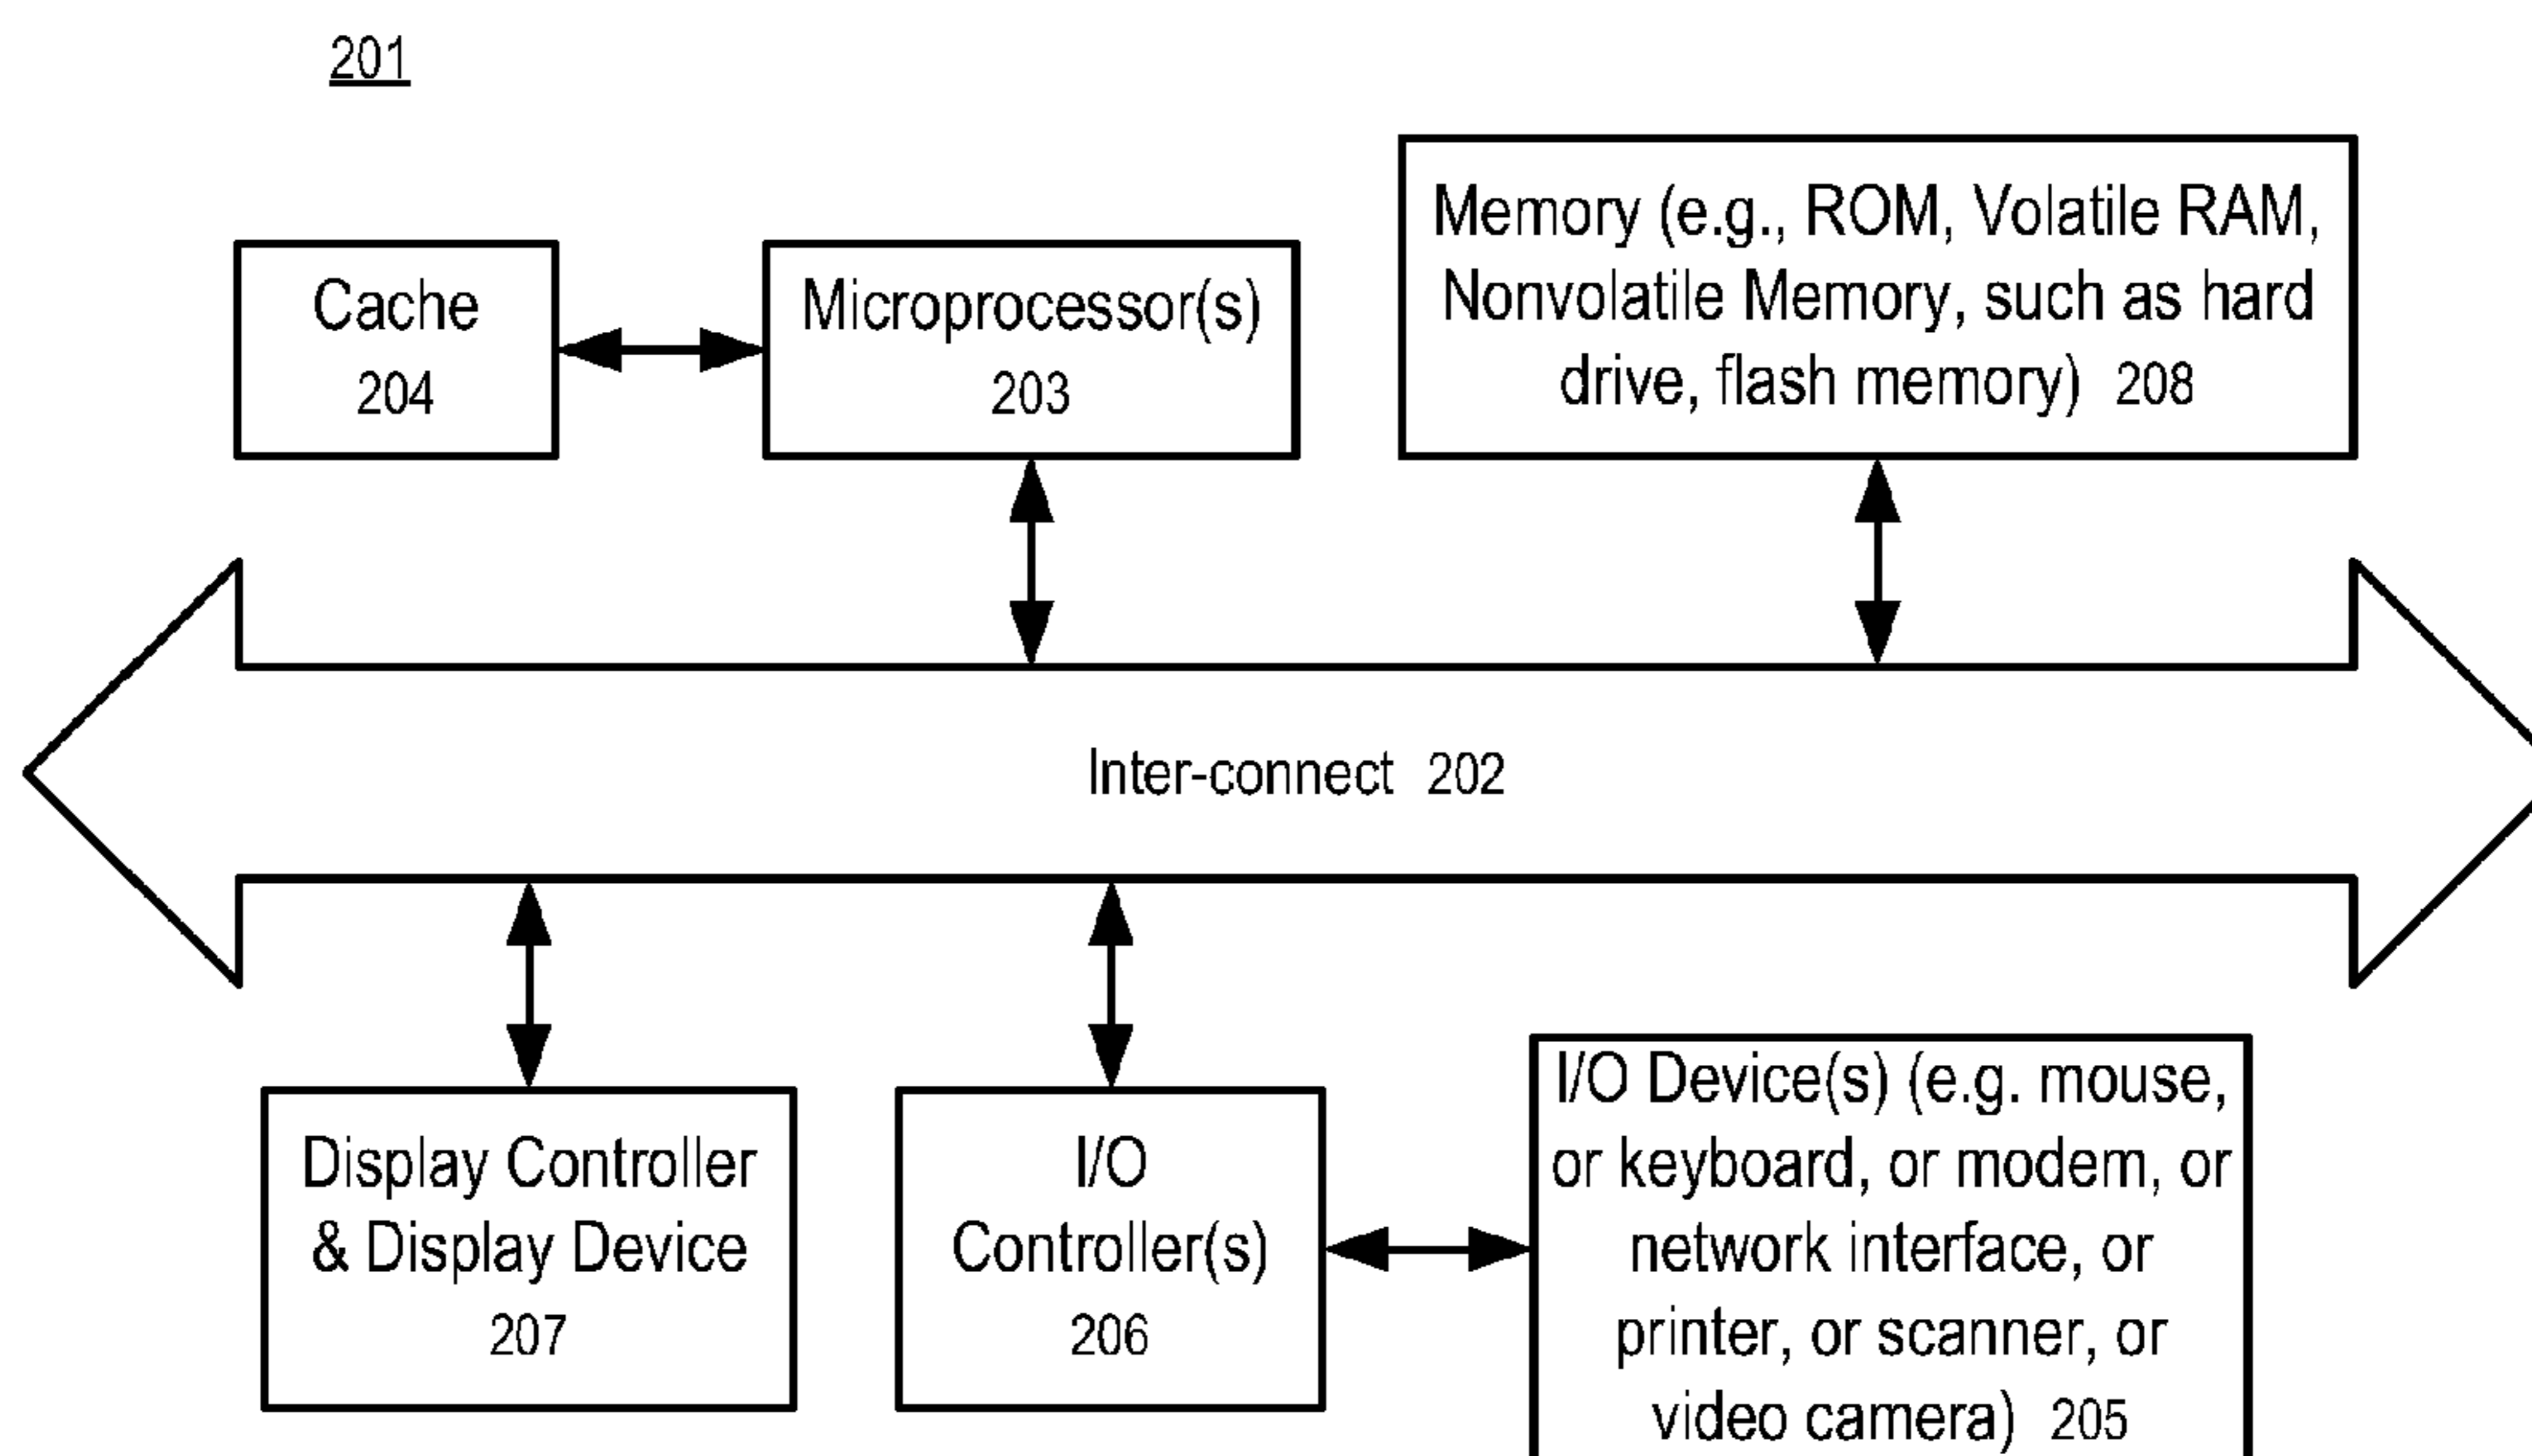 201
Cache
204
Microprocessor(s)
203
Memory (e.g., ROM, Volatile RAM,
Nonvolatile Memory, such as hard
drive, flash memory) 208
Inter-connect 202
Display Controller
& Display Device
207
I/O
Controller(s)
206
I/O Device(s) (e.g. mouse,
or keyboard, or modem, or
network interface, or
printer, or scanner, or
video camera) 205